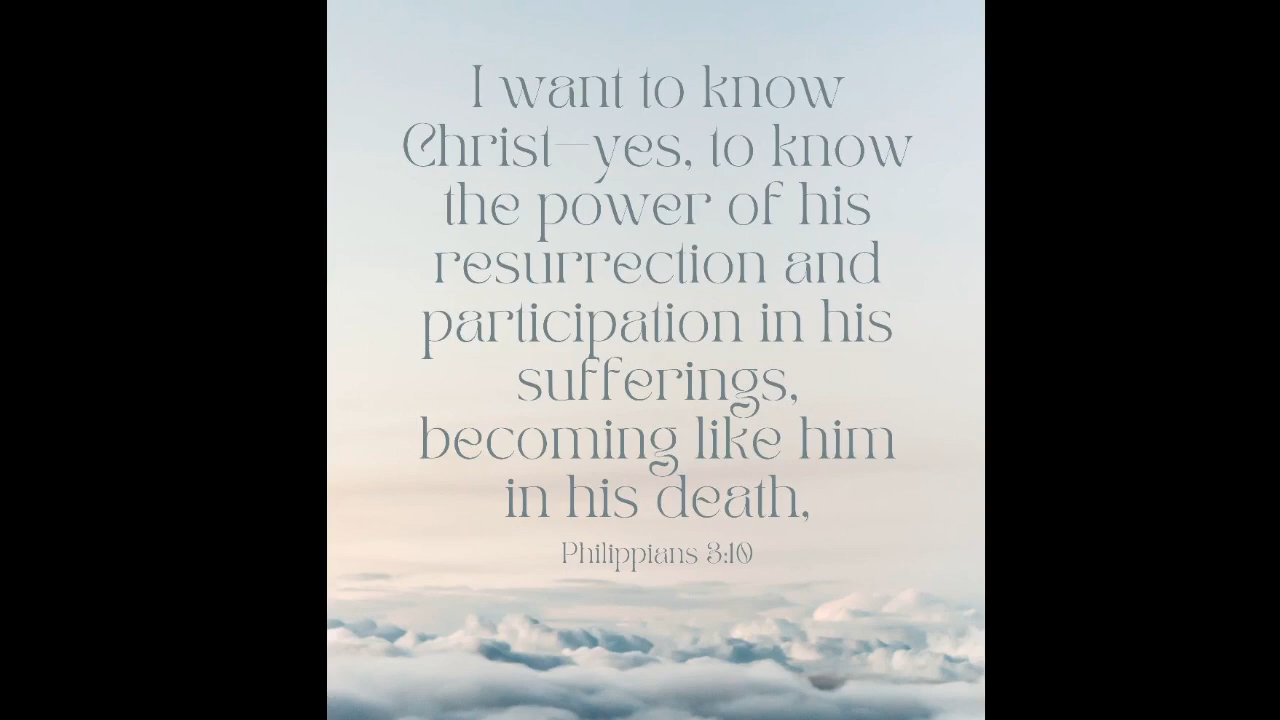 I want to know
Christ—yes, to know
the power of his
resurrection and
participation in his
sufferings,
becoming like him
in his death,
Philippians 3:10